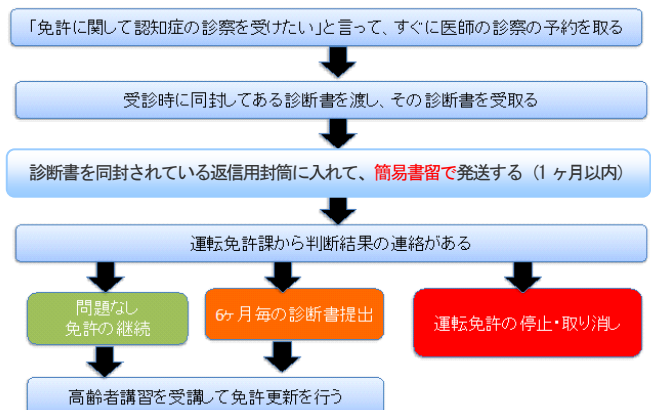 「免許に関して認知症の診察を受けたい」と言って、すぐに医師の診察の予約を取る
受診時に同封してある診断書を渡し、その診断書を受取る
診断書を同封されている返信用封筒に入れて、簡易書留で発送する（1ヶ月以内）
運転免許課から判断結果の連絡がある
問題なし
免許の継続
6ヶ月毎の診断書提出
運転免許の停止・取り消し
高齢者講習を受講して免許更新を行う